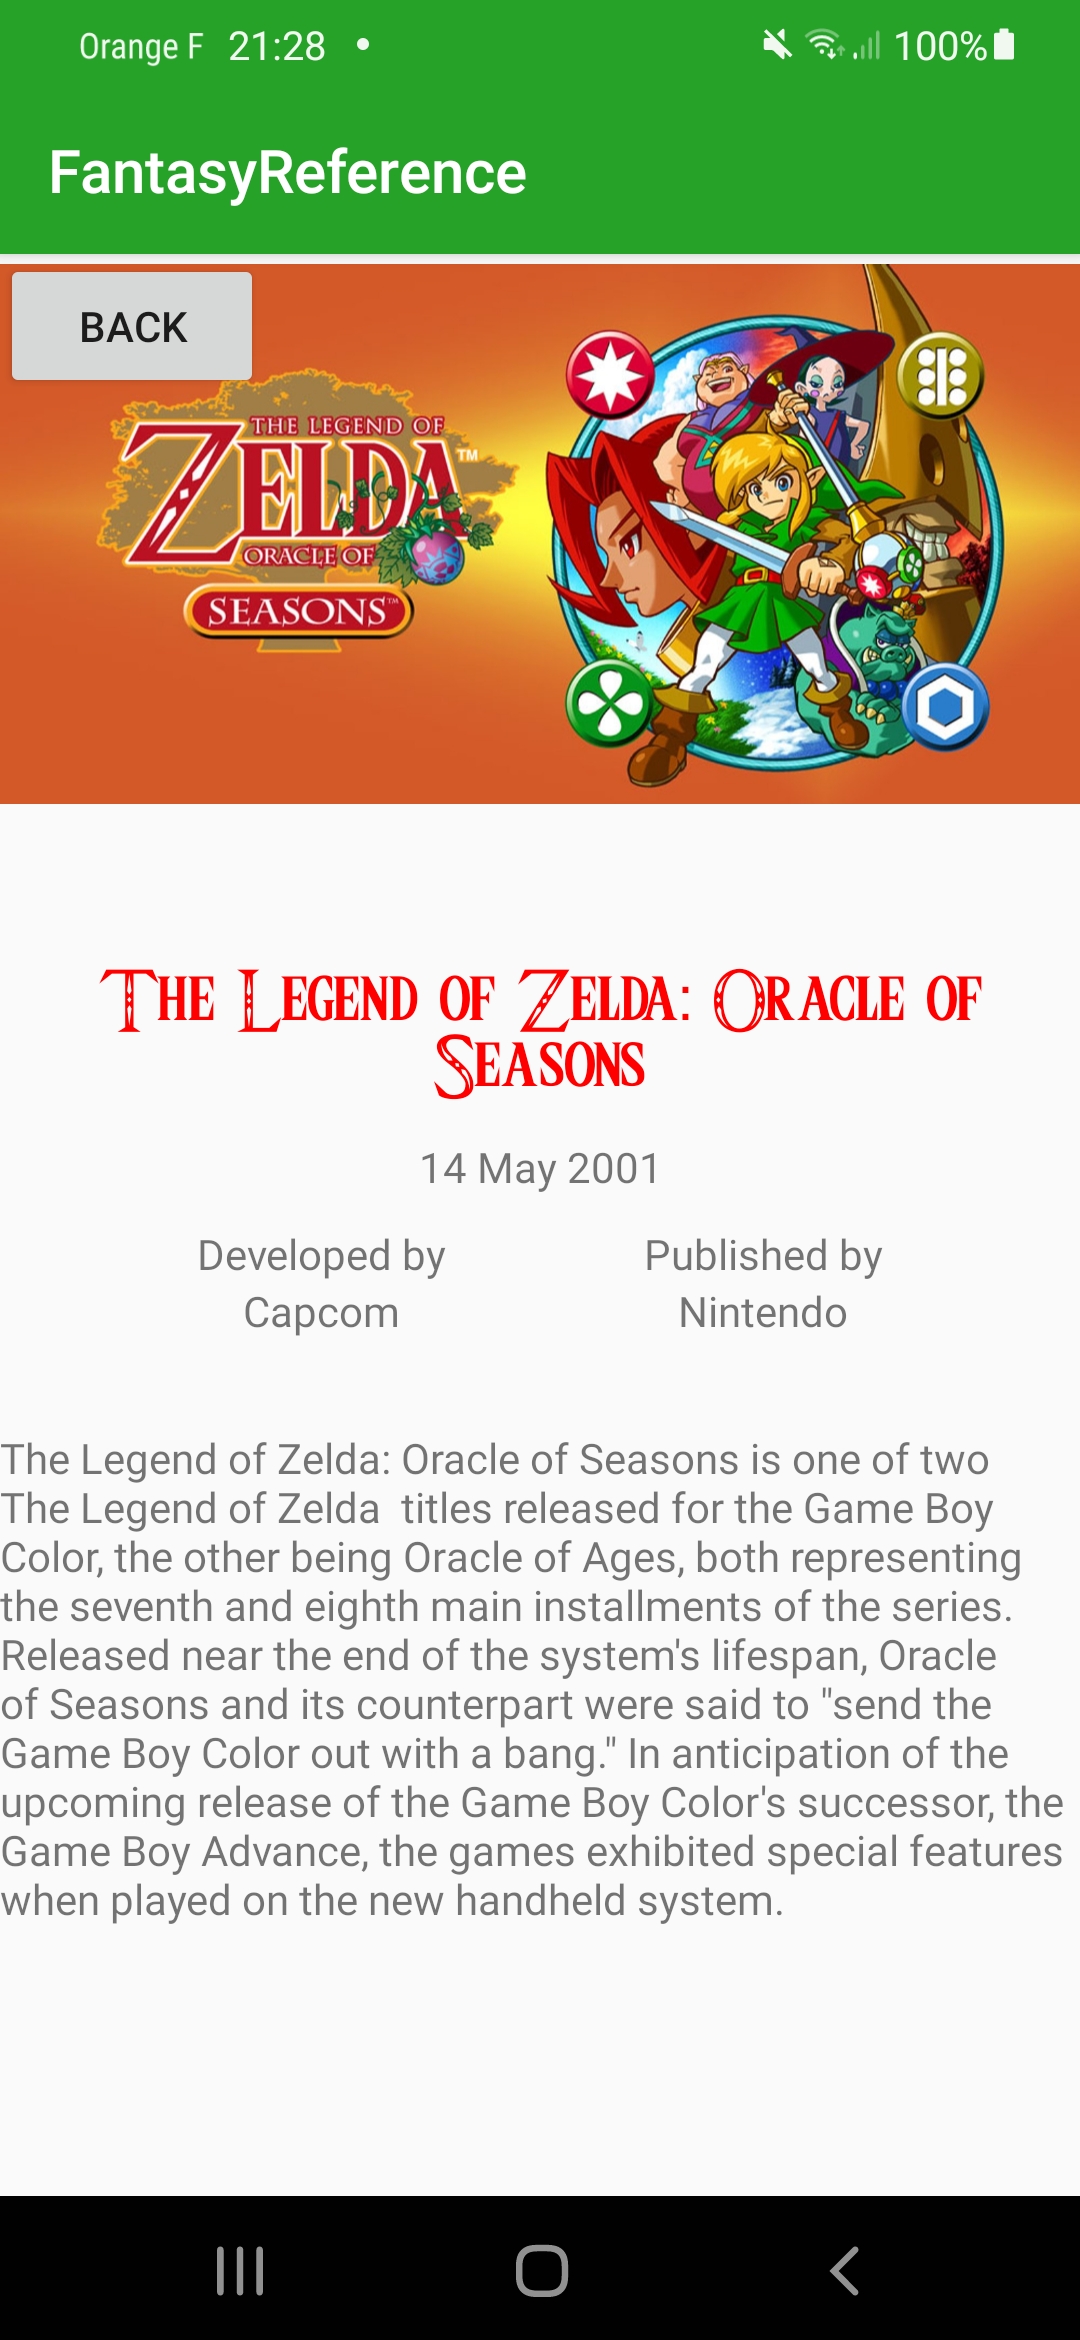 Orange F 21:28 100%
FantasyReference
BACK
THE LEGEND OF
ZELDA™
ORACLE OF
SEASONS™
The Legend of Zelda: Oracle of
Seasons
14 May 2001
Developed by Published by
Capcom Nintendo
The Legend of Zelda: Oracle of Seasons is one of two
The Legend of Zelda  titles released for the Game Boy
Color, the other being Oracle of Ages, both representing
the seventh and eighth main installments of the series.
Released near the end of the system's lifespan, Oracle
of Seasons and its counterpart were said to "send the
Game Boy Color out with a bang." In anticipation of the
upcoming release of the Game Boy Color's successor, the
Game Boy Advance, the games exhibited special features
when played on the new handheld system.